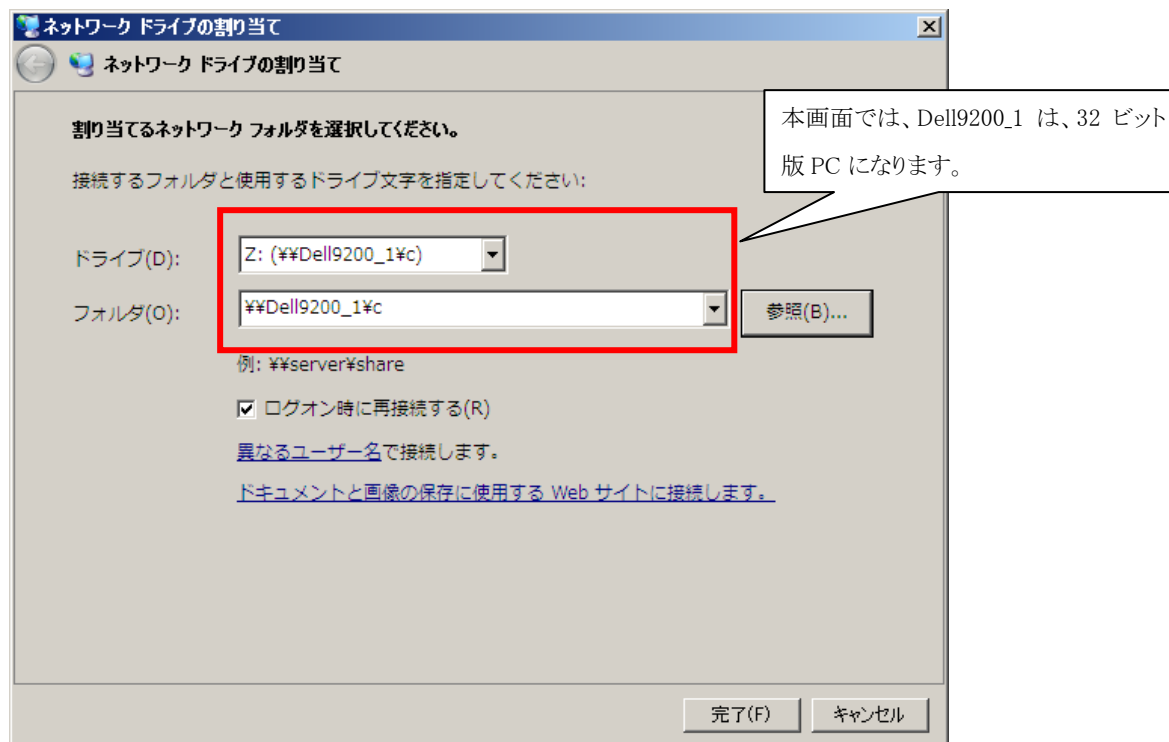 ネットワーク ドライブの割り当て
ネットワーク ドライブの割り当て
本画面では、Dell9200_1 は、32 ビット
版 PC になります。
割り当てるネットワーク フォルダを選択してください。
接続するフォルダと使用するドライブ文字を指定してください:
ドライブ(D): Z: (¥¥Dell9200_1¥c)
フォルダ(O): ¥¥Dell9200_1¥c 参照(B)...
例: ¥¥server¥share
ログオン時に再接続する(R)
異なるユーザー名で接続します。
ドキュメントと画像の保存に使用する Web サイトに接続します。
完了(F) キャンセル